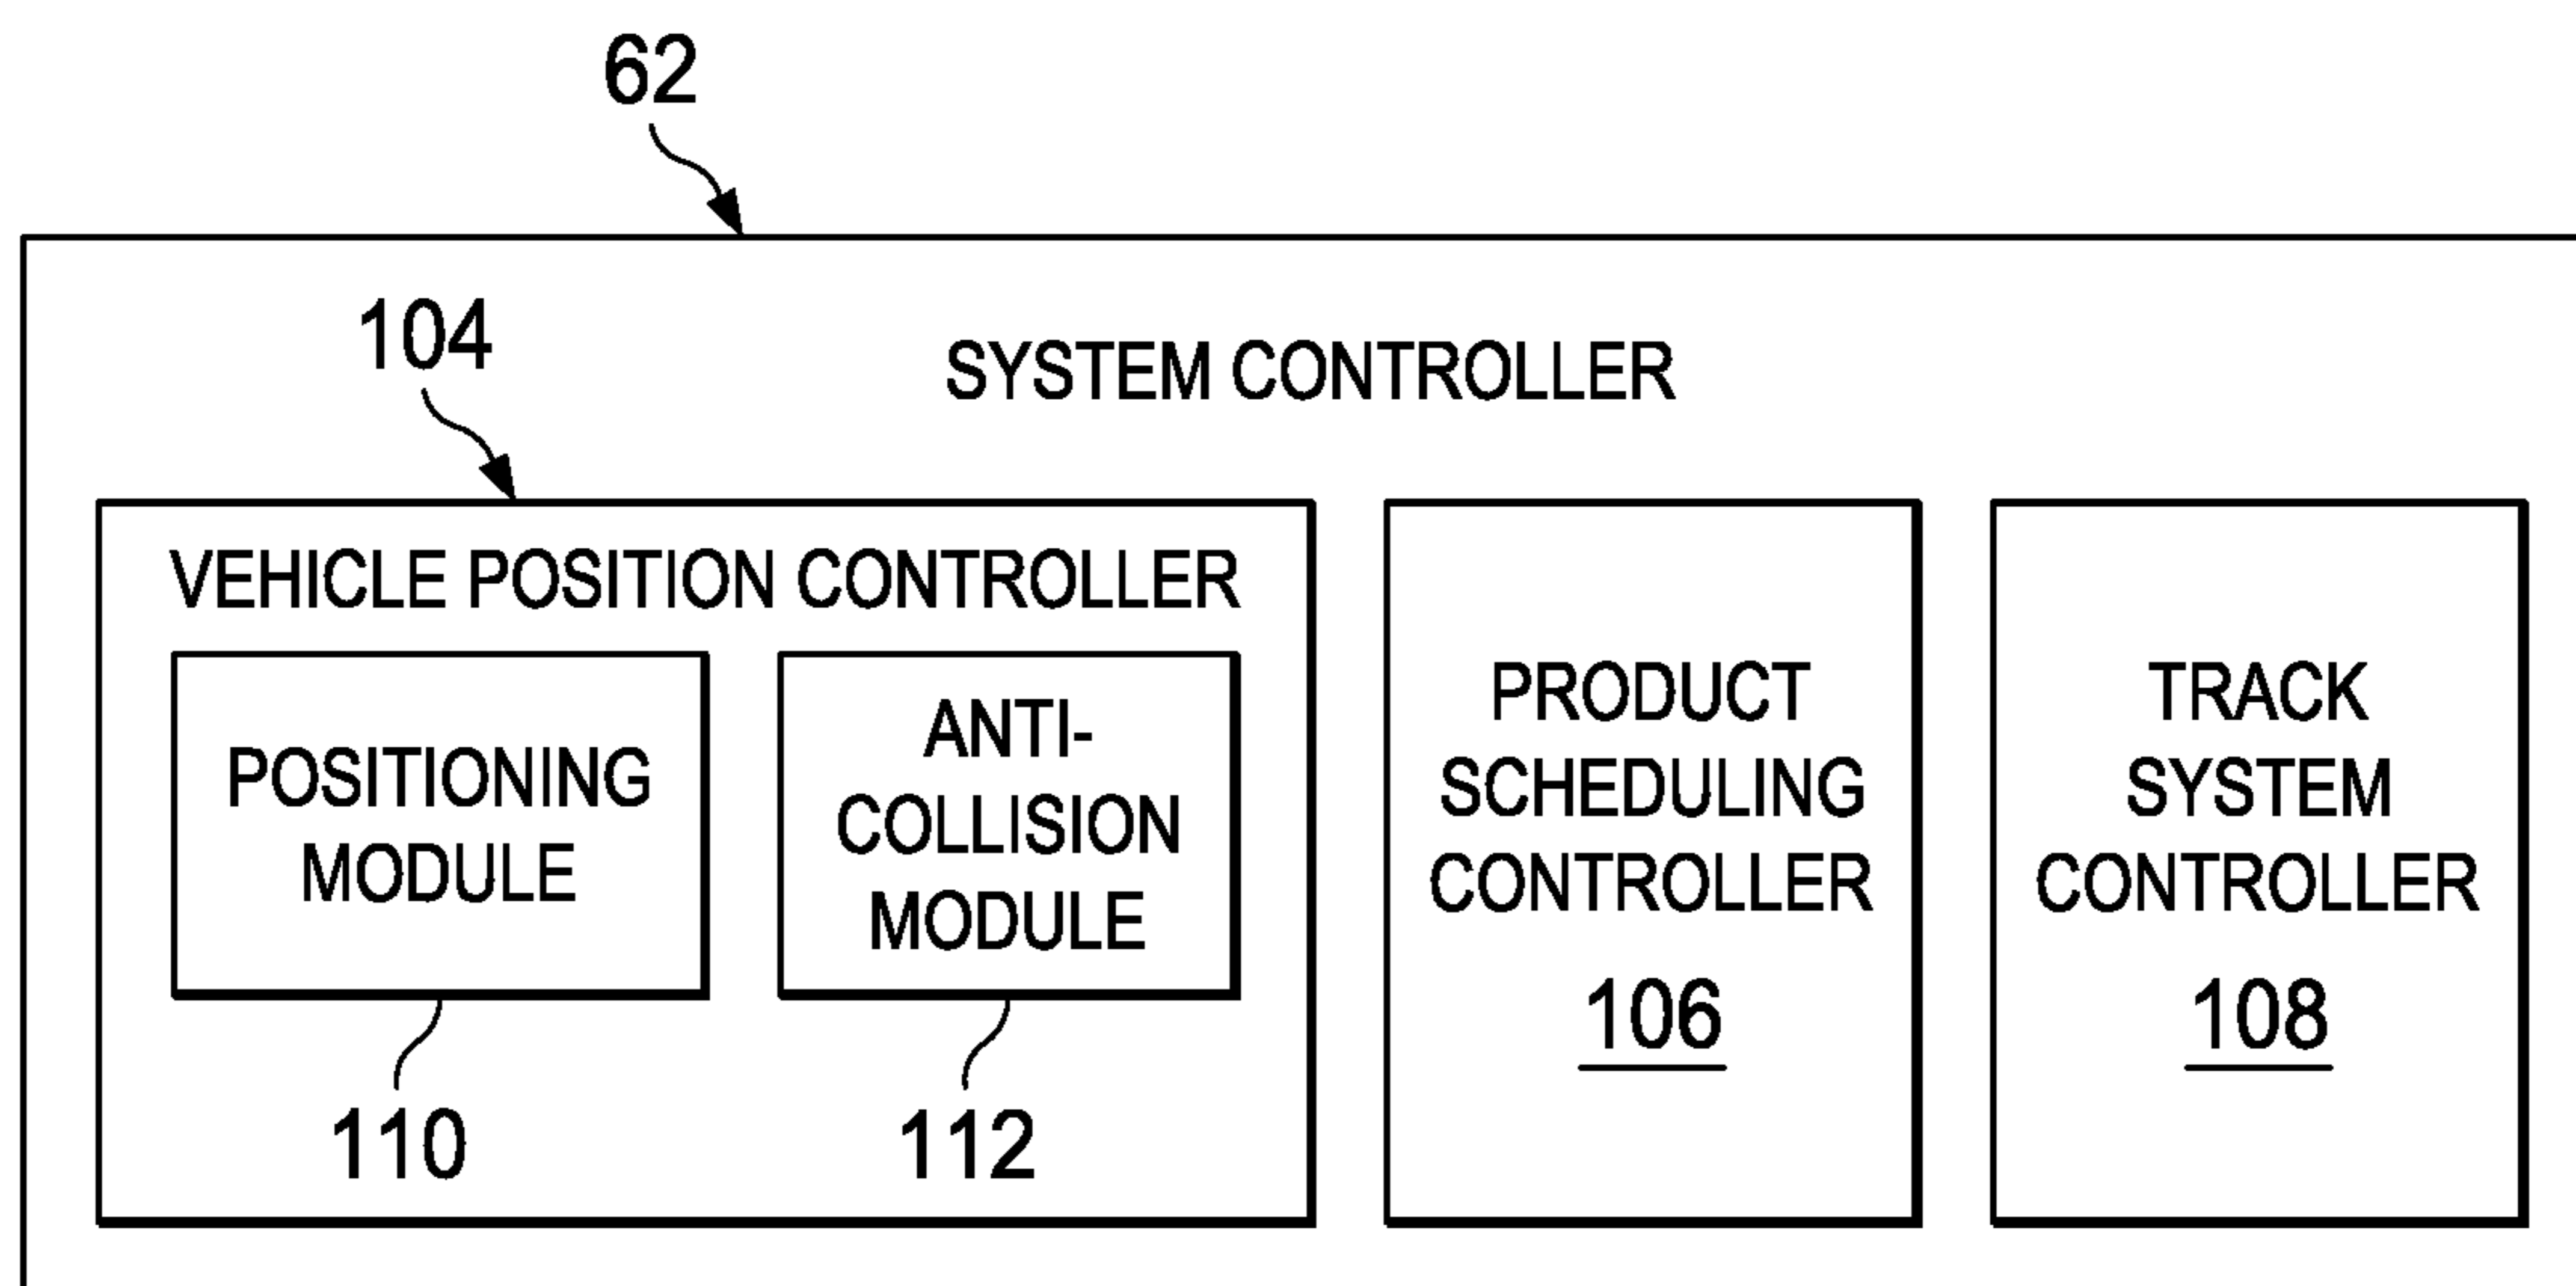 62
SYSTEM CONTROLLER
104
VEHICLE POSITION CONTROLLER
POSITIONING
MODULE
110
ANTI-
COLLISION
MODULE
112
PRODUCT
SCHEDULING
CONTROLLER
106
TRACK
SYSTEM
CONTROLLER
108